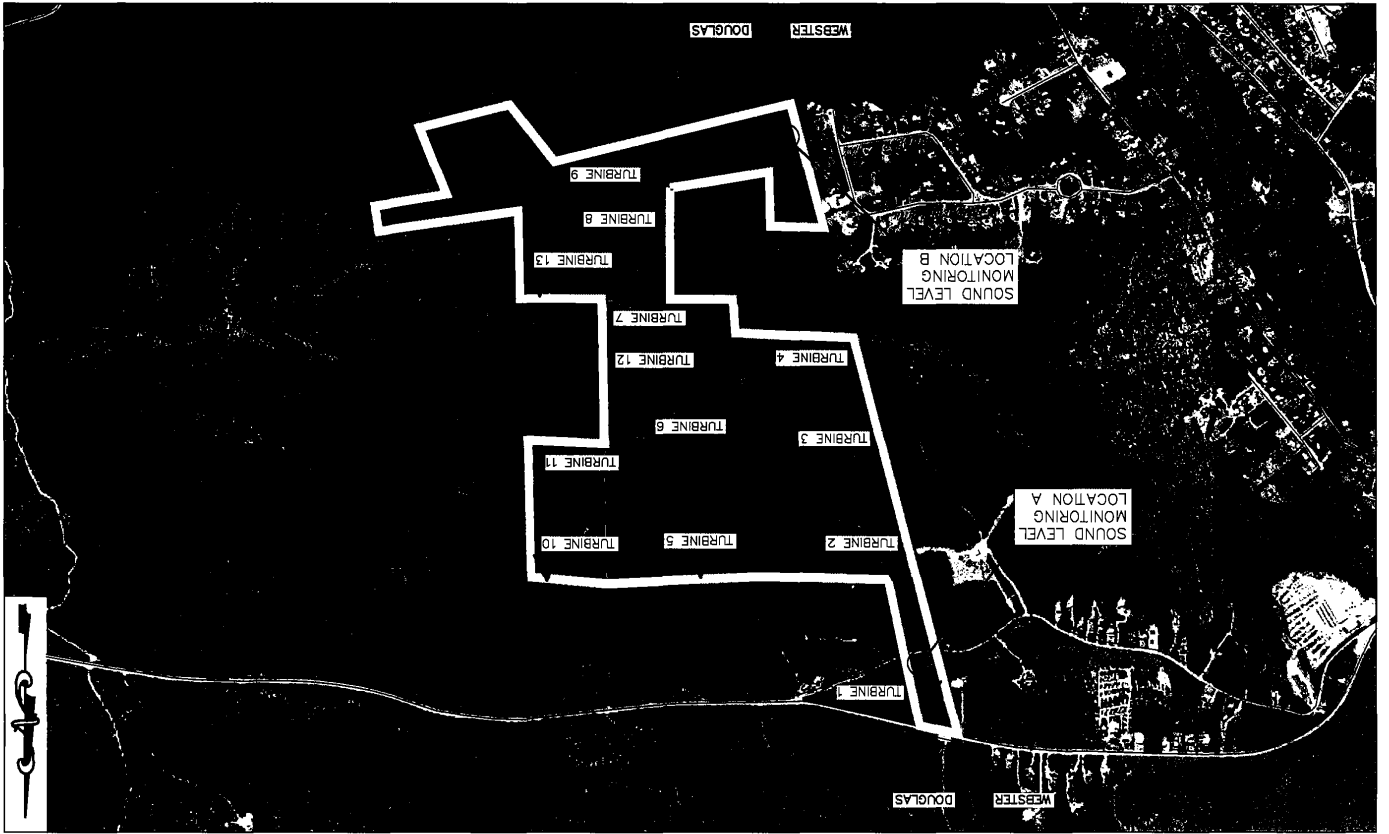 WEBSTER
DOUGLAS
TURBINE 1
SOUND LEVEL
MONITORING
LOCATION A
TURBINE 2
TURBINE 5
TURBINE 10
TURBINE 11
TURBINE 3
TURBINE 6
TURBINE 4
TURBINE 12
TURBINE 7
SOUND LEVEL
MONITORING
LOCATION B
TURBINE 13
TURBINE 8
TURBINE 9
WEBSTER
DOUGLAS